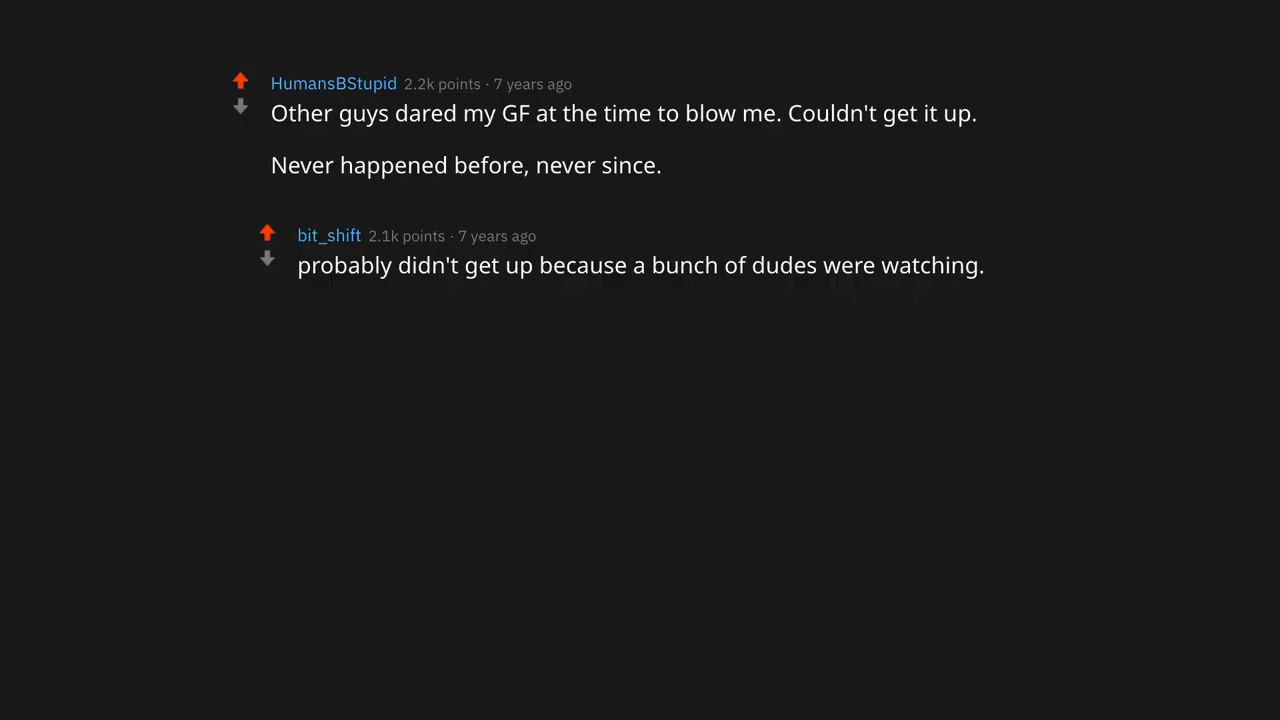 HumansBStupid 2.2k points · 7 years ago
Other guys dared my GF at the time to blow me. Couldn't get it up.
Never happened before, never since.
bit_shift 2.1k points · 7 years ago
probably didn't get up because a bunch of dudes were watching.